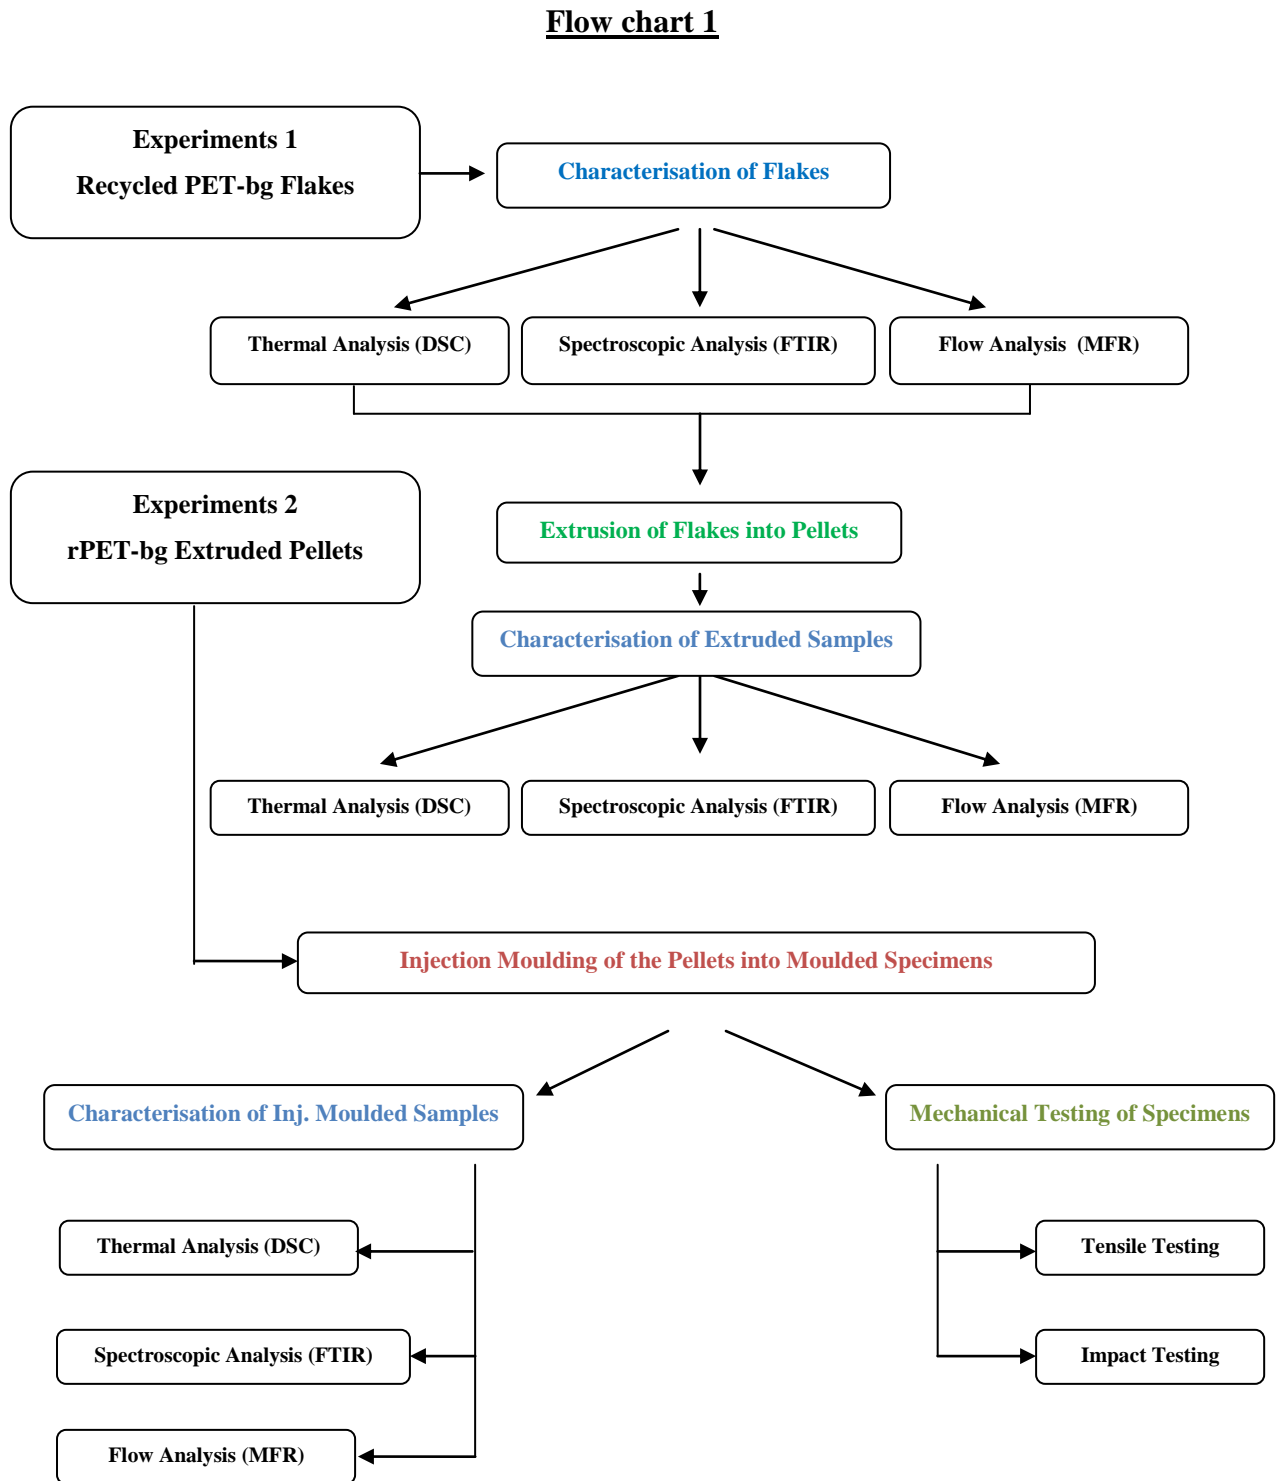 Flow chart 1
Experiments 1
Recycled PET-bg Flakes
Characterisation of Flakes
Thermal Analysis (DSC)
Spectroscopic Analysis (FTIR)
Flow Analysis (MFR)
Experiments 2
rPET-bg Extruded Pellets
Extrusion of Flakes into Pellets
Characterisation of Extruded Samples
Thermal Analysis (DSC)
Spectroscopic Analysis (FTIR)
Flow Analysis (MFR)
Injection Moulding of the Pellets into Moulded Specimens
Characterisation of Inj. Moulded Samples
Mechanical Testing of Specimens
Thermal Analysis (DSC)
Tensile Testing
Spectroscopic Analysis (FTIR)
Impact Testing
Flow Analysis (MFR)